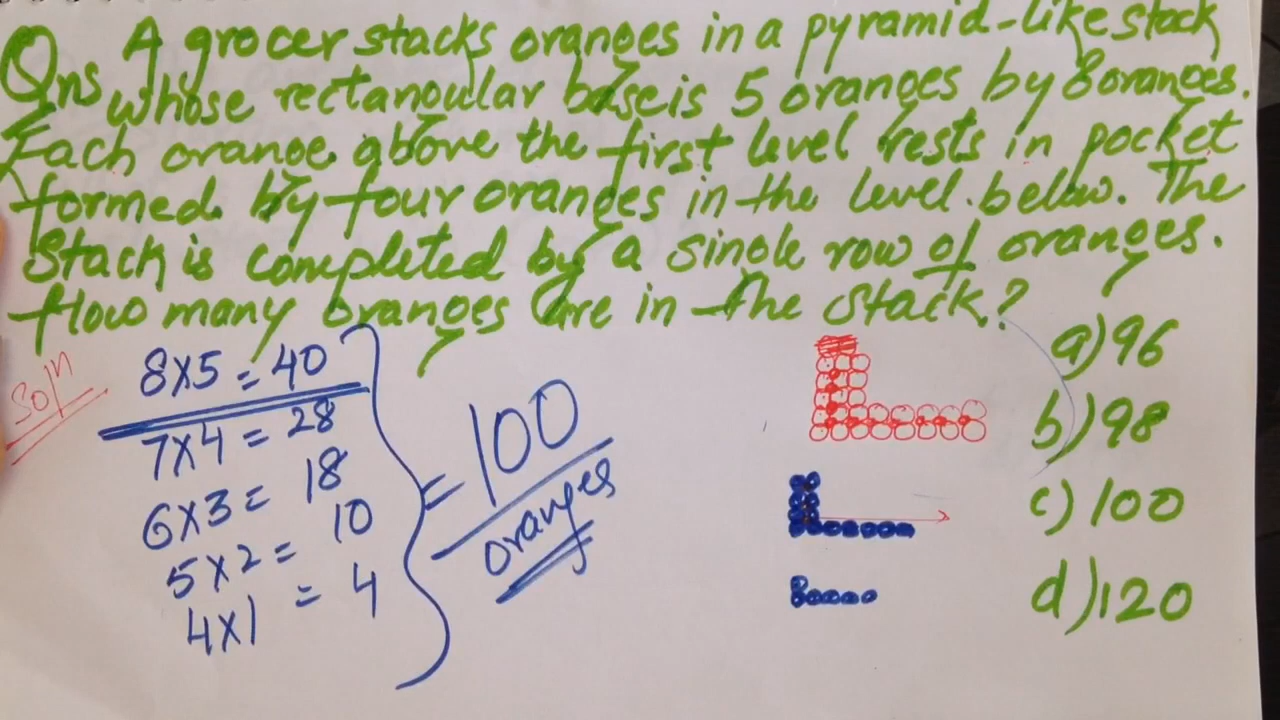 Qns A grocer stacks oranges in a pyramid-like stack
whose rectangular base is 5 oranges by 8 oranges.
Each orange above the first level rests in pocket
formed by four oranges in the level below. The
stack is completed by a single row of oranges.
How many oranges are in the stack?
a) 96
b) 98
c) 100
d) 120
Soln
8x5 = 40
7x4 = 28
6x3 = 18
5x2 = 10
4x1 = 4
= 100
oranges